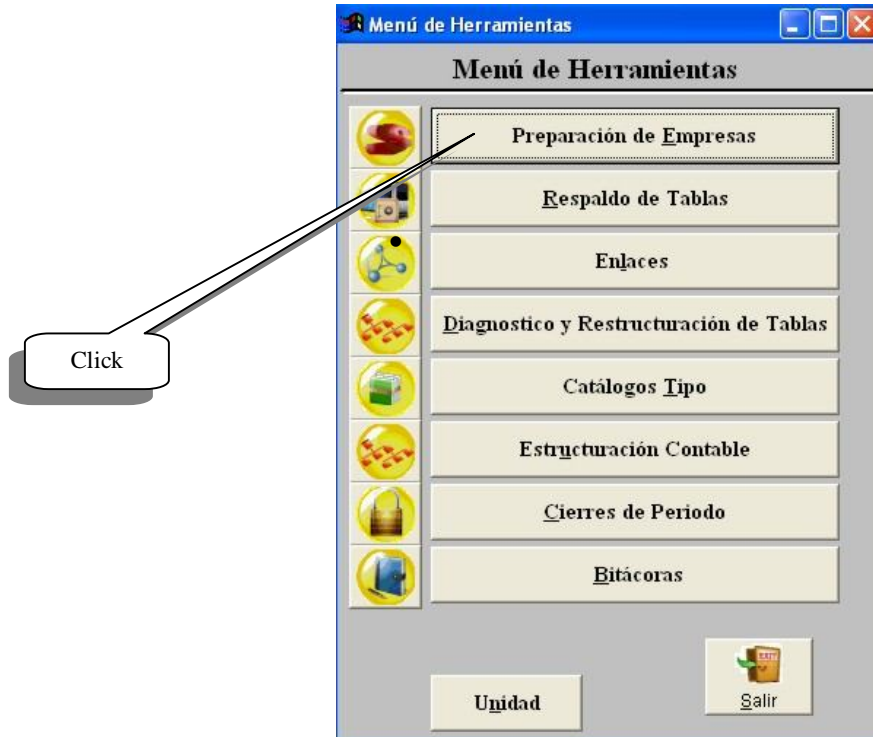 Menú de Herramientas
Menú de Herramientas
Preparación de Empresas
Respaldo de Tablas
Enlaces
Diagnostico y Restructuración de Tablas
Click
Catálogos Tipo
Estructuración Contable
Cierres de Periodo
Bitácoras
EXIT
Unidad
Salir